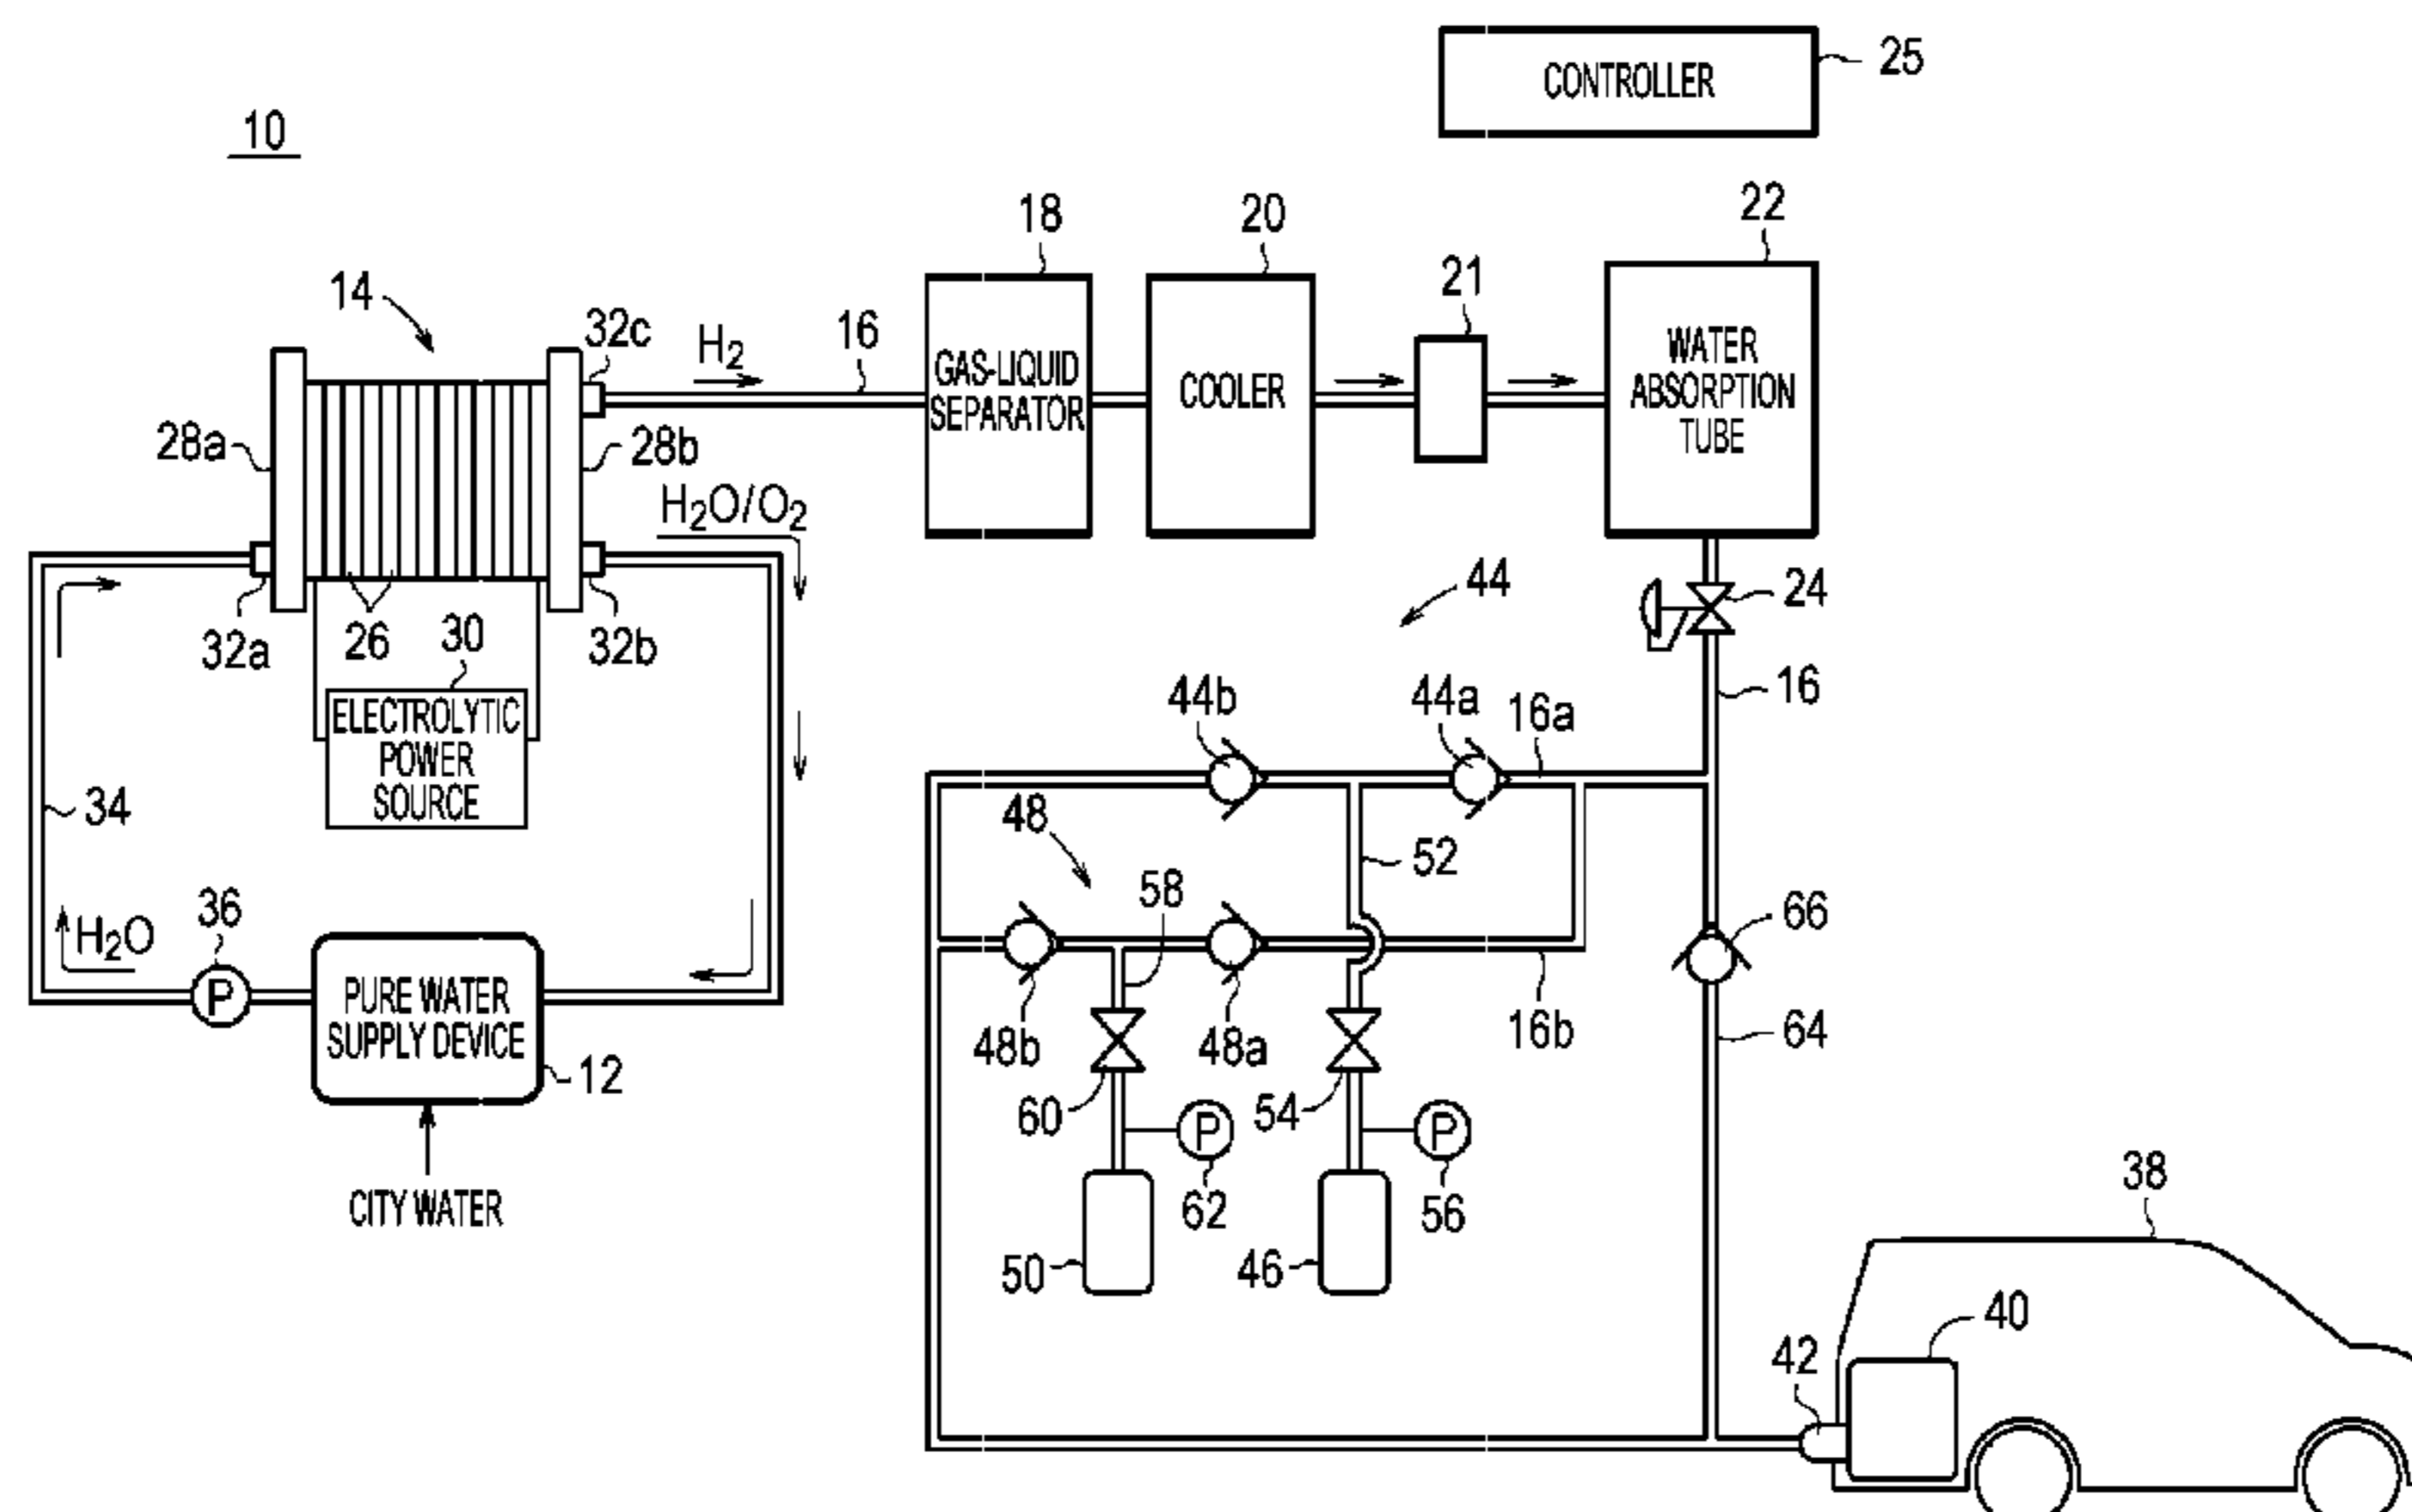 CONTROLLER
25
10
18
20
22
21
14
32c
H2
16
GAS-LIQUID
SEPARATOR
COOLER
WATER
ABSORPTION
TUBE
28a
28b
H2O/O2
44
24
32a
26
30
32b
16
ELECTROLYTIC
POWER
SOURCE
44b
44a
16a
34
48
52
58
36
H2O
66
P
PURE WATER
SUPPLY DEVICE
12
48b
48a
16b
64
60
54
P
P
CITY WATER
62
56
38
50
46
40
42